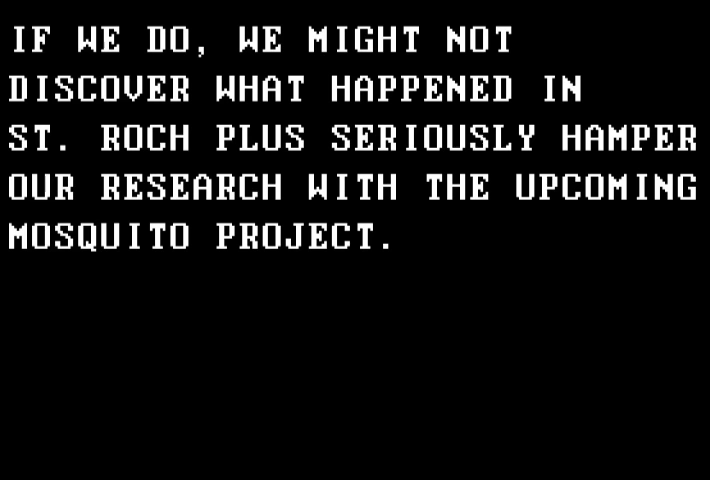 IF WE DO, WE MIGHT NOT
DISCOVER WHAT HAPPENED IN
ST. ROCH PLUS SERIOUSLY HAMPER
OUR RESEARCH WITH THE UPCOMING
MOSQUITO PROJECT.